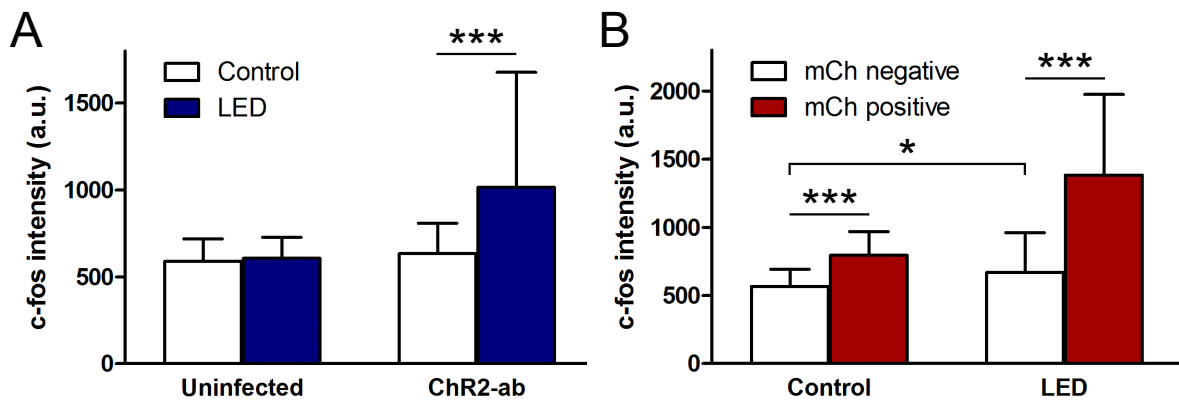 A
c-fos intensity (a.u.)
1500
1000
500
0
Control
LED
***
Uninfected
ChR2-ab
B
c-fos intensity (a.u.)
2000
1500
1000
500
0
mCh negative
mCh positive
***
*
***
Control
LED